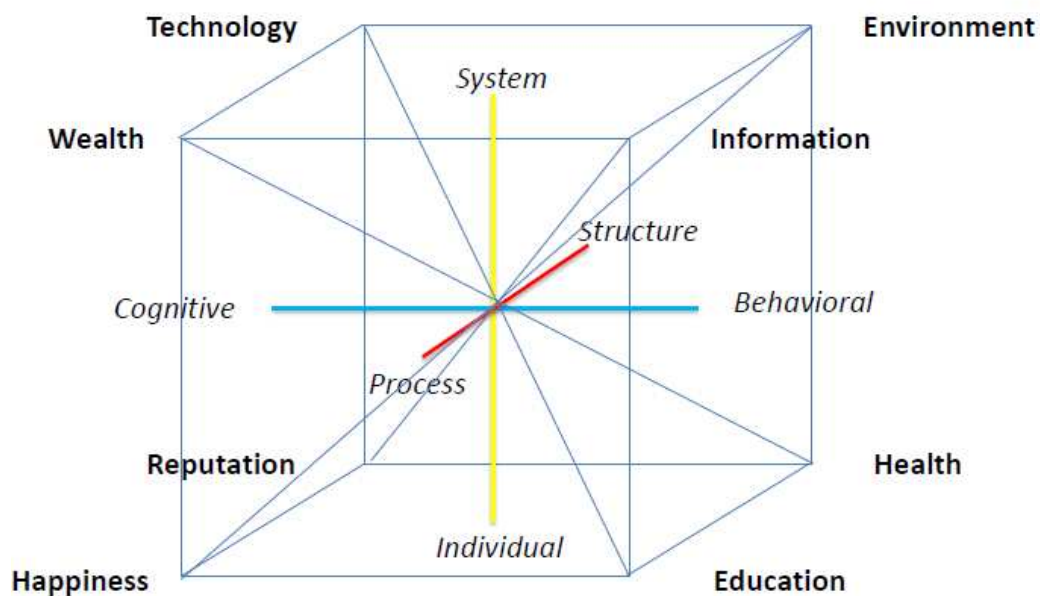 Technology
Environment
System
Wealth
Information
Structure
Cognitive
Behavioral
Process
Reputation
Health
Individual
Happiness
Education